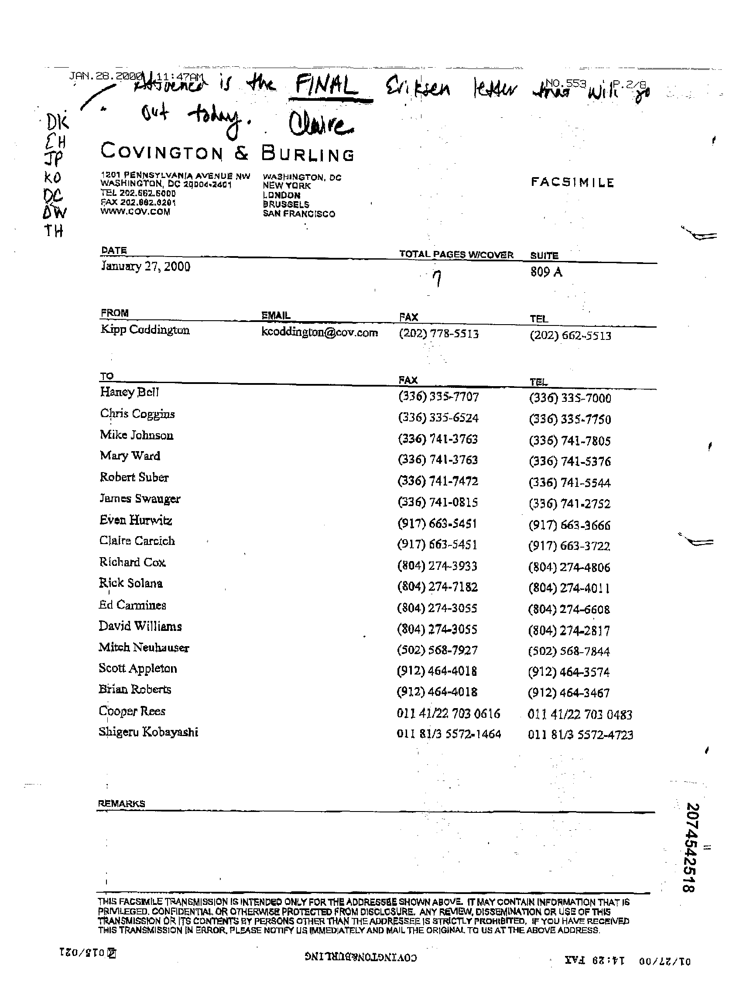 JAN.28.2000 11:47AM NO.553 P.2/8
Attached is the FINAL Eriksen letter that will go
out today. Claire
DK
EH
JP
KO
DC
DW
TH
COVINGTON & BURLING
1201 PENNSYLVANIA AVENUE NW
WASHINGTON, DC 20004-2401
TEL 202.662.6000
FAX 202.662.6291
WWW.COV.COM
WASHINGTON, DC
NEW YORK
LONDON
BRUSSELS
SAN FRANCISCO
FACSIMILE
DATE TOTAL PAGES W/COVER SUITE
January 27, 2000 7 809 A
FROM EMAIL FAX TEL
Kipp Coddington kcoddington@cov.com (202) 778-5513 (202) 662-5513
TO FAX TEL
Haney Bell (336) 335-7707 (336) 335-7000
Chris Coggins (336) 335-6524 (336) 335-7750
Mike Johnson (336) 741-3763 (336) 741-7805
Mary Ward (336) 741-3763 (336) 741-5376
Robert Suber (336) 741-7472 (336) 741-5544
James Swauger (336) 741-0815 (336) 741-2752
Even Hurwitz (917) 663-5451 (917) 663-3666
Claire Carcich (917) 663-5451 (917) 663-3722
Richard Cox (804) 274-3933 (804) 274-4806
Rick Solana (804) 274-7182 (804) 274-4011
Ed Carmines (804) 274-3055 (804) 274-6608
David Williams (804) 274-3055 (804) 274-2817
Mitch Neuhauser (502) 568-7927 (502) 568-7844
Scott Appleton (912) 464-4018 (912) 464-3574
Brian Roberts (912) 464-4018 (912) 464-3467
Cooper Rees 011 41/22 703 0616 011 41/22 703 0483
Shigeru Kobayashi 011 81/3 5572-1464 011 81/3 5572-4723
REMARKS
2074542518
THIS FACSIMILE TRANSMISSION IS INTENDED ONLY FOR THE ADDRESSEE SHOWN ABOVE. IT MAY CONTAIN INFORMATION THAT IS
PRIVILEGED, CONFIDENTIAL OR OTHERWISE PROTECTED FROM DISCLOSURE. ANY REVIEW, DISSEMINATION OR USE OF THIS
TRANSMISSION OR ITS CONTENTS BY PERSONS OTHER THAN THE ADDRESSEE IS STRICTLY PROHIBITED. IF YOU HAVE RECEIVED
THIS TRANSMISSION IN ERROR, PLEASE NOTIFY US IMMEDIATELY AND MAIL THE ORIGINAL TO US AT THE ABOVE ADDRESS.
01/27/00 14:29 FAX COVINGTON&BURLING 015/021